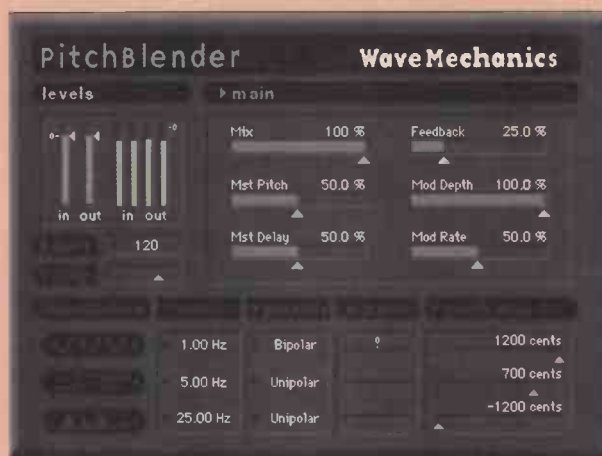 PitchBlender WaveMechanics
levels main
Mix 100 % Feedback 25.0 %
Mst Pitch 50.0 % Mod Depth 100.0 %
Mst Delay 50.0 % Mod Rate 50.0 %
in out in out
120
1.00 Hz Bipolar 0 1200 cents
5.00 Hz Unipolar 700 cents
25.00 Hz Unipolar -1200 cents